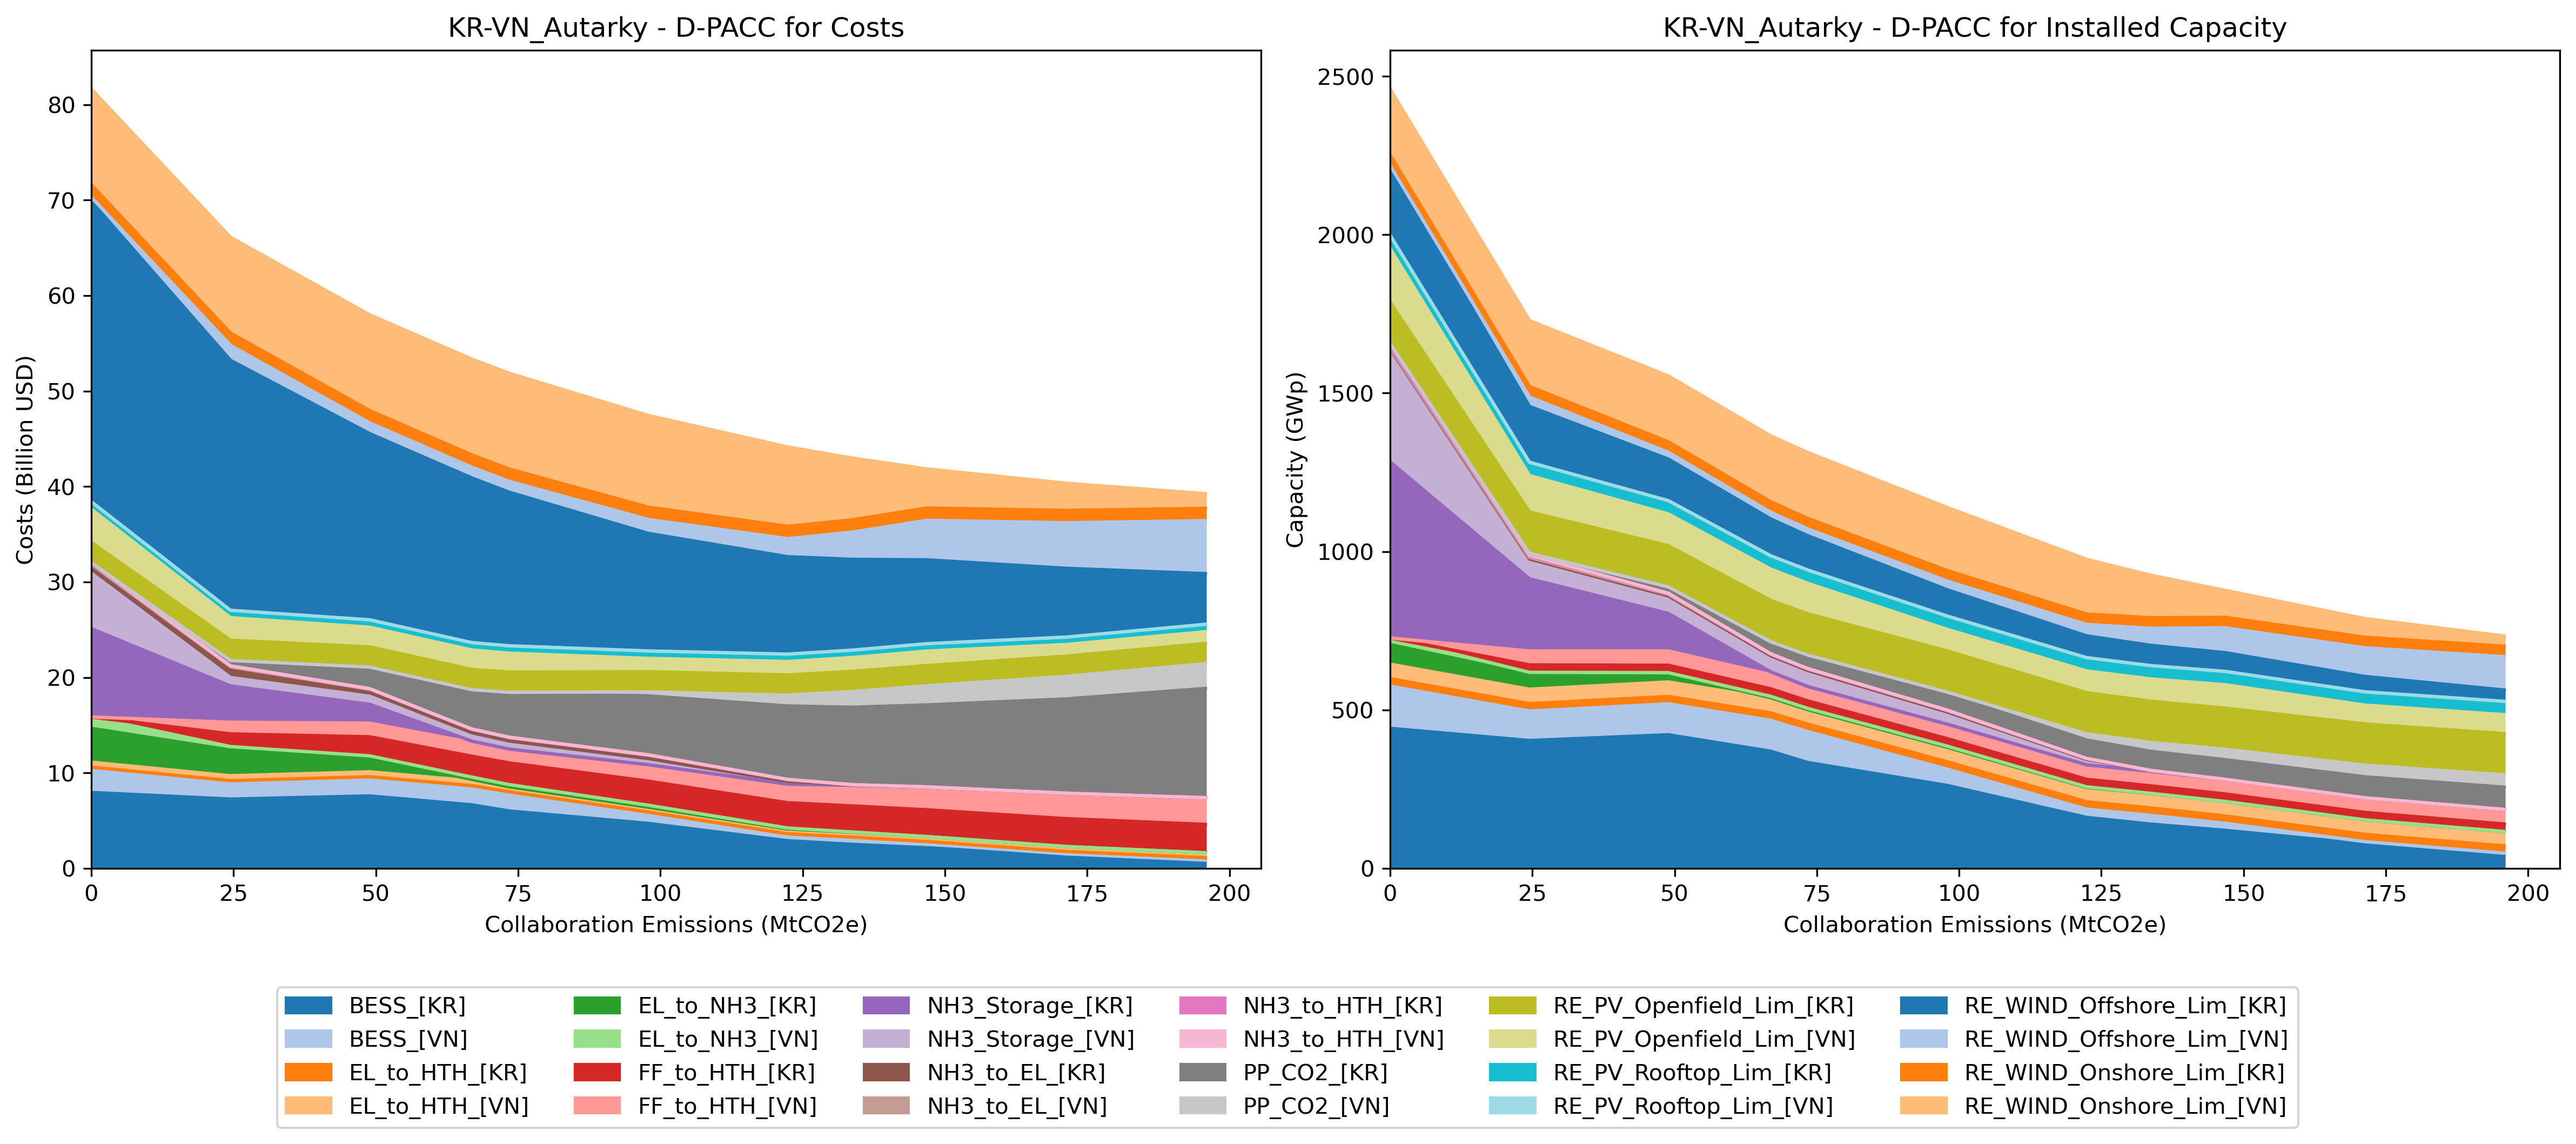 KR-VN_Autarky - D-PACC for Costs
Costs (Billion USD)
80
70
60
50
40
30
20
10
0
0 25 50 75 100 125 150 175 200
Collaboration Emissions (MtCO2e)
KR-VN_Autarky - D-PACC for Installed Capacity
Capacity (GWp)
2500
2000
1500
1000
500
0
0 25 50 75 100 125 150 175 200
Collaboration Emissions (MtCO2e)
BESS_[KR]
BESS_[VN]
EL_to_HTH_[KR]
EL_to_HTH_[VN]
EL_to_NH3_[KR]
EL_to_NH3_[VN]
FF_to_HTH_[KR]
FF_to_HTH_[VN]
NH3_Storage_[KR]
NH3_Storage_[VN]
NH3_to_EL_[KR]
NH3_to_EL_[VN]
NH3_to_HTH_[KR]
NH3_to_HTH_[VN]
PP_CO2_[KR]
PP_CO2_[VN]
RE_PV_Openfield_Lim_[KR]
RE_PV_Openfield_Lim_[VN]
RE_PV_Rooftop_Lim_[KR]
RE_PV_Rooftop_Lim_[VN]
RE_WIND_Offshore_Lim_[KR]
RE_WIND_Offshore_Lim_[VN]
RE_WIND_Onshore_Lim_[KR]
RE_WIND_Onshore_Lim_[VN]